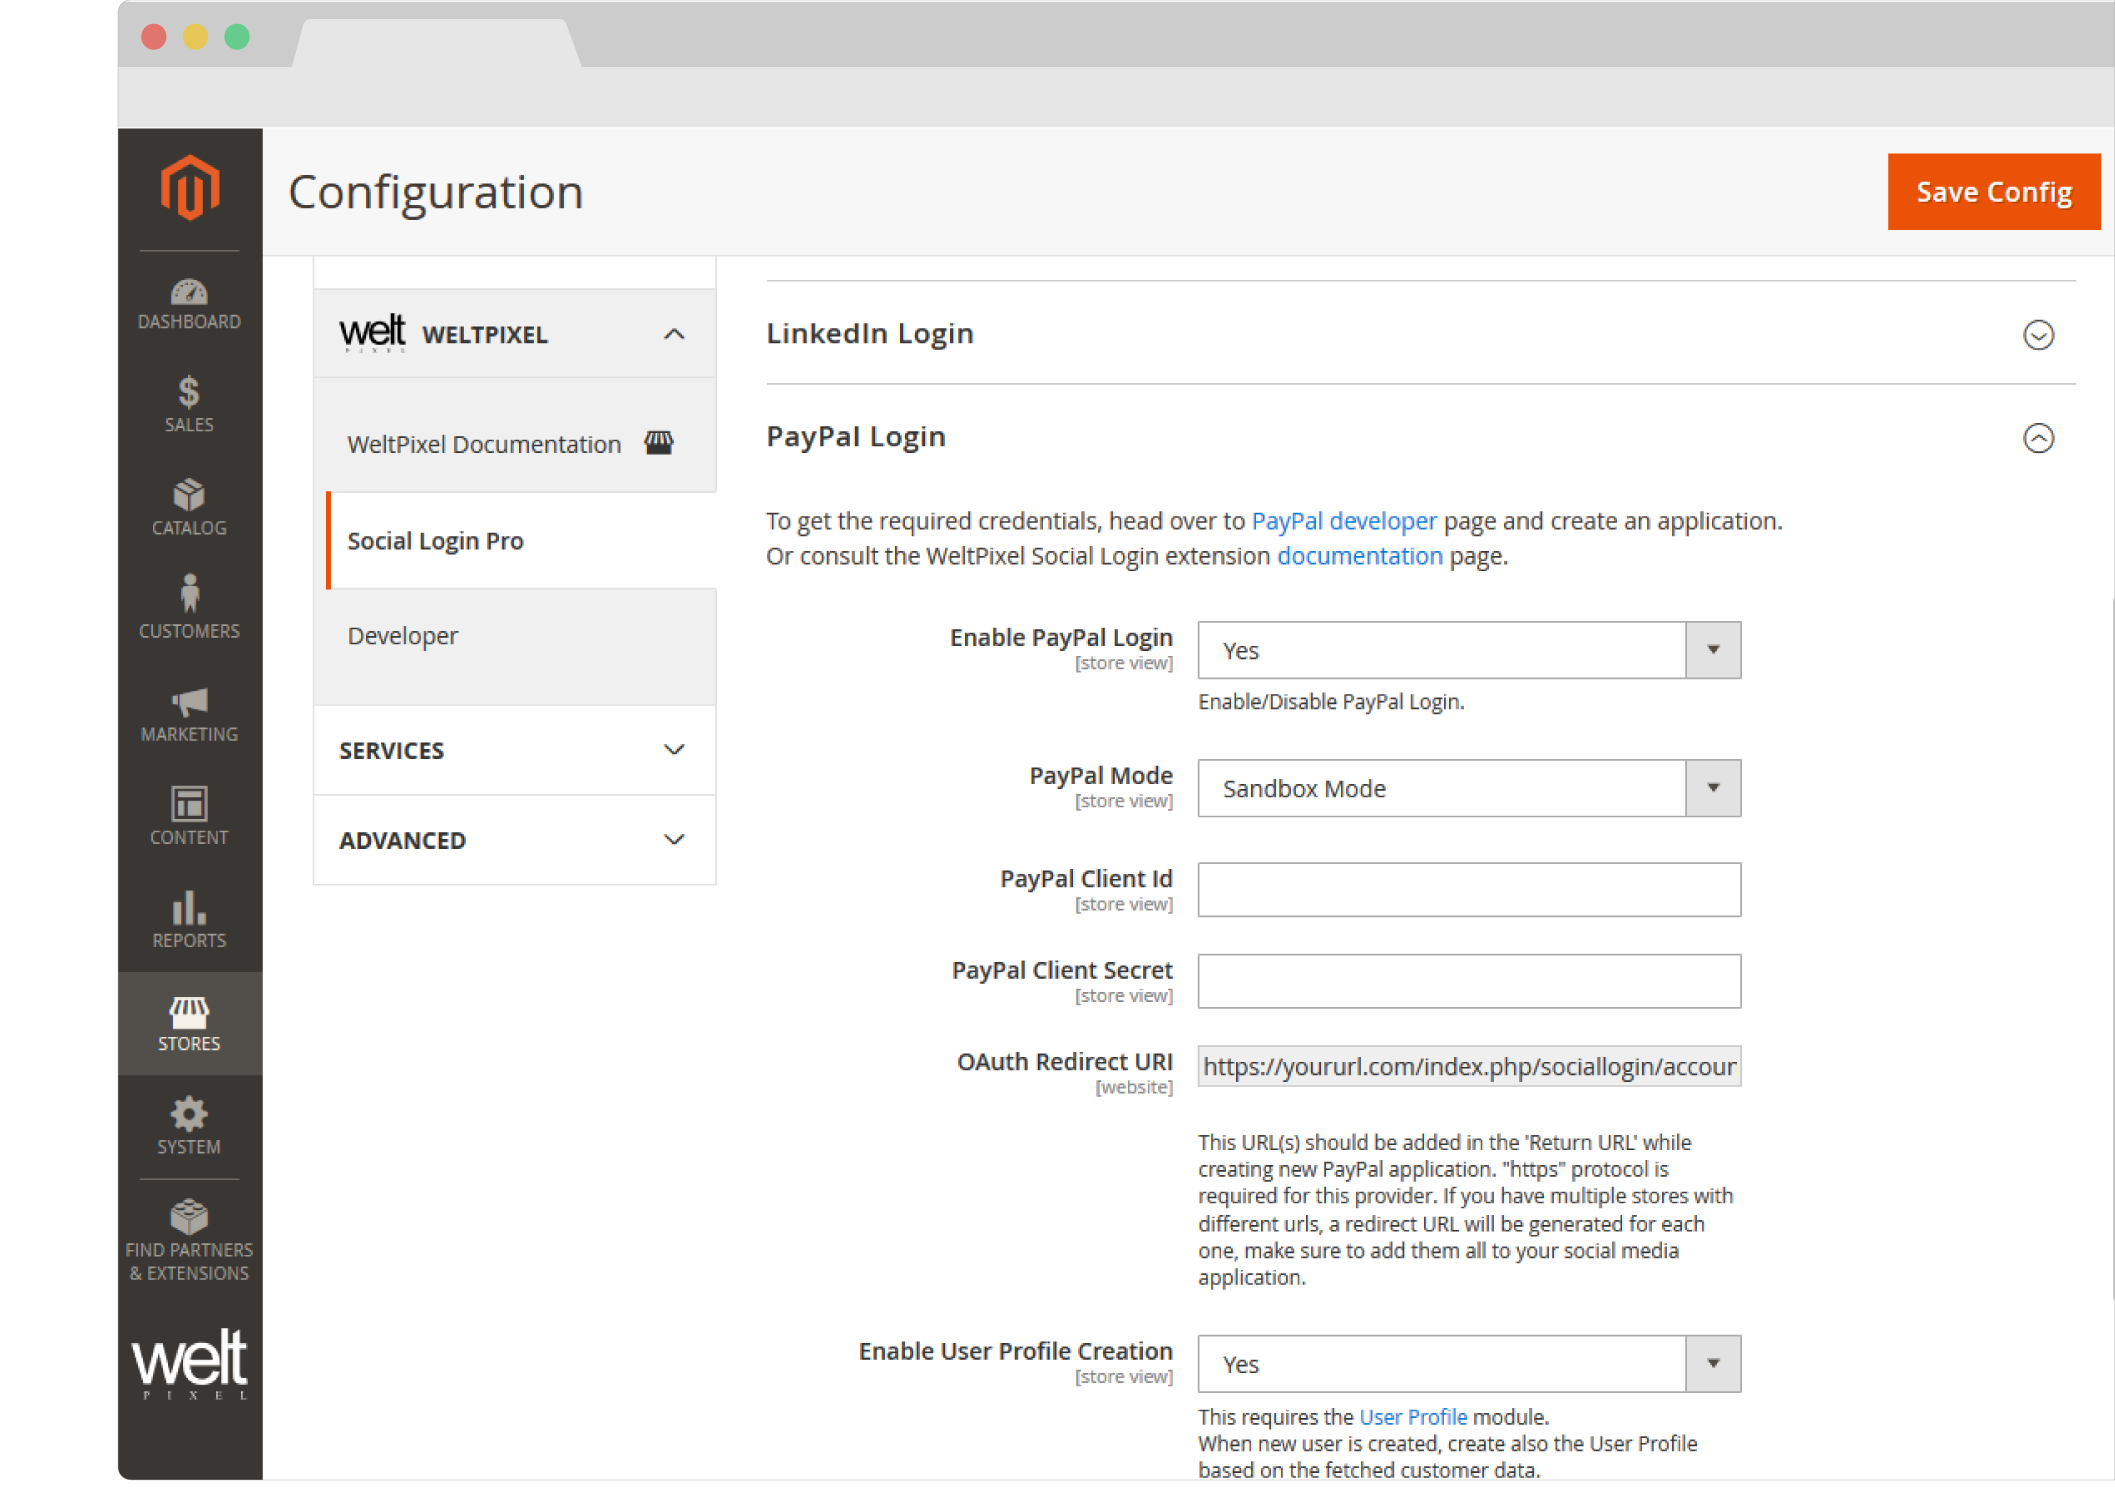 Configuration
Save Config
DASHBOARD
SALES
CATALOG
CUSTOMERS
MARKETING
CONTENT
REPORTS
STORES
SYSTEM
FIND PARTNERS
& EXTENSIONS
welt
PIXEL
welt
PIXEL
WELTPIXEL
WeltPixel Documentation
Social Login Pro
Developer
SERVICES
ADVANCED
LinkedIn Login
PayPal Login
To get the required credentials, head over to PayPal developer page and create an application.
Or consult the WeltPixel Social Login extension documentation page.
Enable PayPal Login
[store view]
Yes
Enable/Disable PayPal Login.
PayPal Mode
[store view]
Sandbox Mode
PayPal Client Id
[store view]
PayPal Client Secret
[store view]
OAuth Redirect URI
[website]
https://yoururl.com/index.php/sociallogin/accour
This URL(s) should be added in the 'Return URL' while
creating new PayPal application. "https" protocol is
required for this provider. If you have multiple stores with
different urls, a redirect URL will be generated for each
one, make sure to add them all to your social media
application.
Enable User Profile Creation
[store view]
Yes
This requires the User Profile module.
When new user is created, create also the User Profile
based on the fetched customer data.